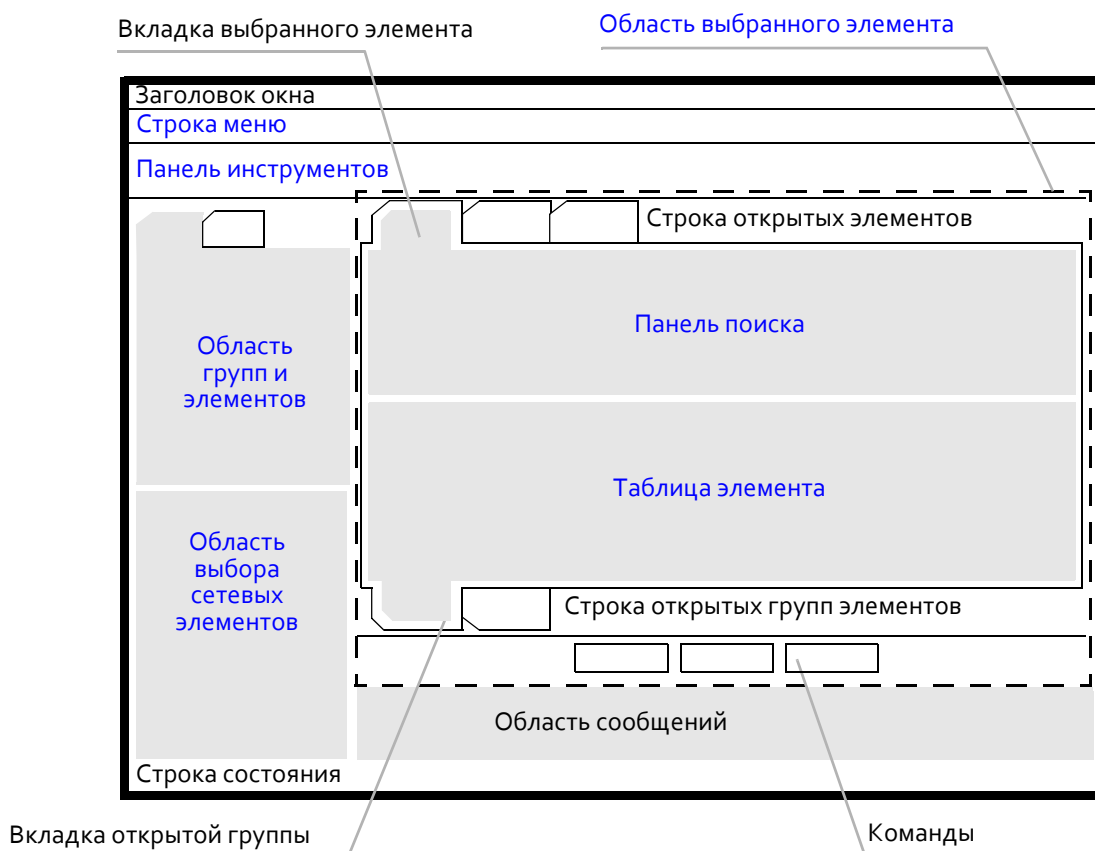 Вкладка выбранного элемента
Область выбранного элемента
Заголовок окна
Строка меню
Панель инструментов
Строка открытых элементов
Панель поиска
Область
групп и
элементов
Таблица элемента
Область
выбора
сетевых
элементов
Строка открытых групп элементов
Область сообщений
Строка состояния
Вкладка открытой группы
Команды